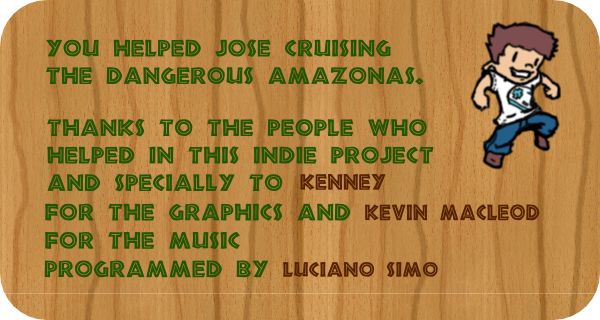 YOU HELPED JOSE CRUISING
THE DANGEROUS AMAZONAS.
THANKS TO THE PEOPLE WHO
HELPED IN THIS INDIE PROJECT
AND SPECIALLY TO KENNEY
FOR THE GRAPHICS AND KEVIN MACLEOD
FOR THE MUSIC
PROGRAMMED BY LUCIANO SIMO